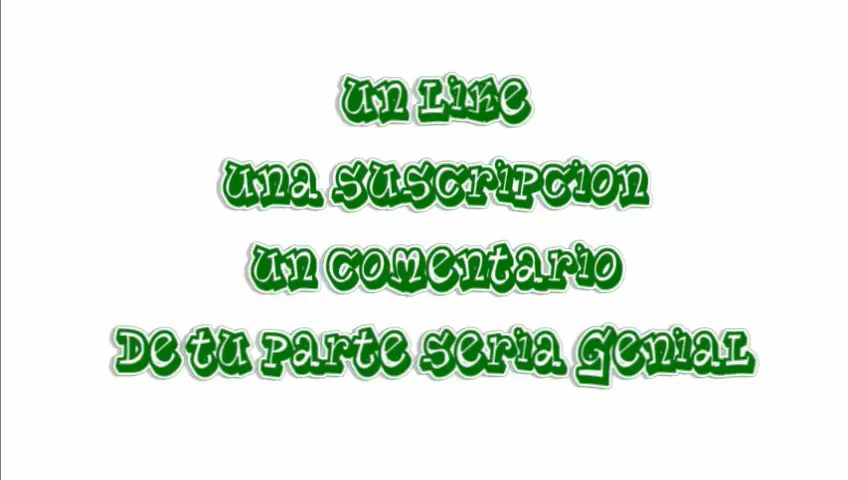 un Like
una suscripcion
un comentario
De tu parte seria Genial